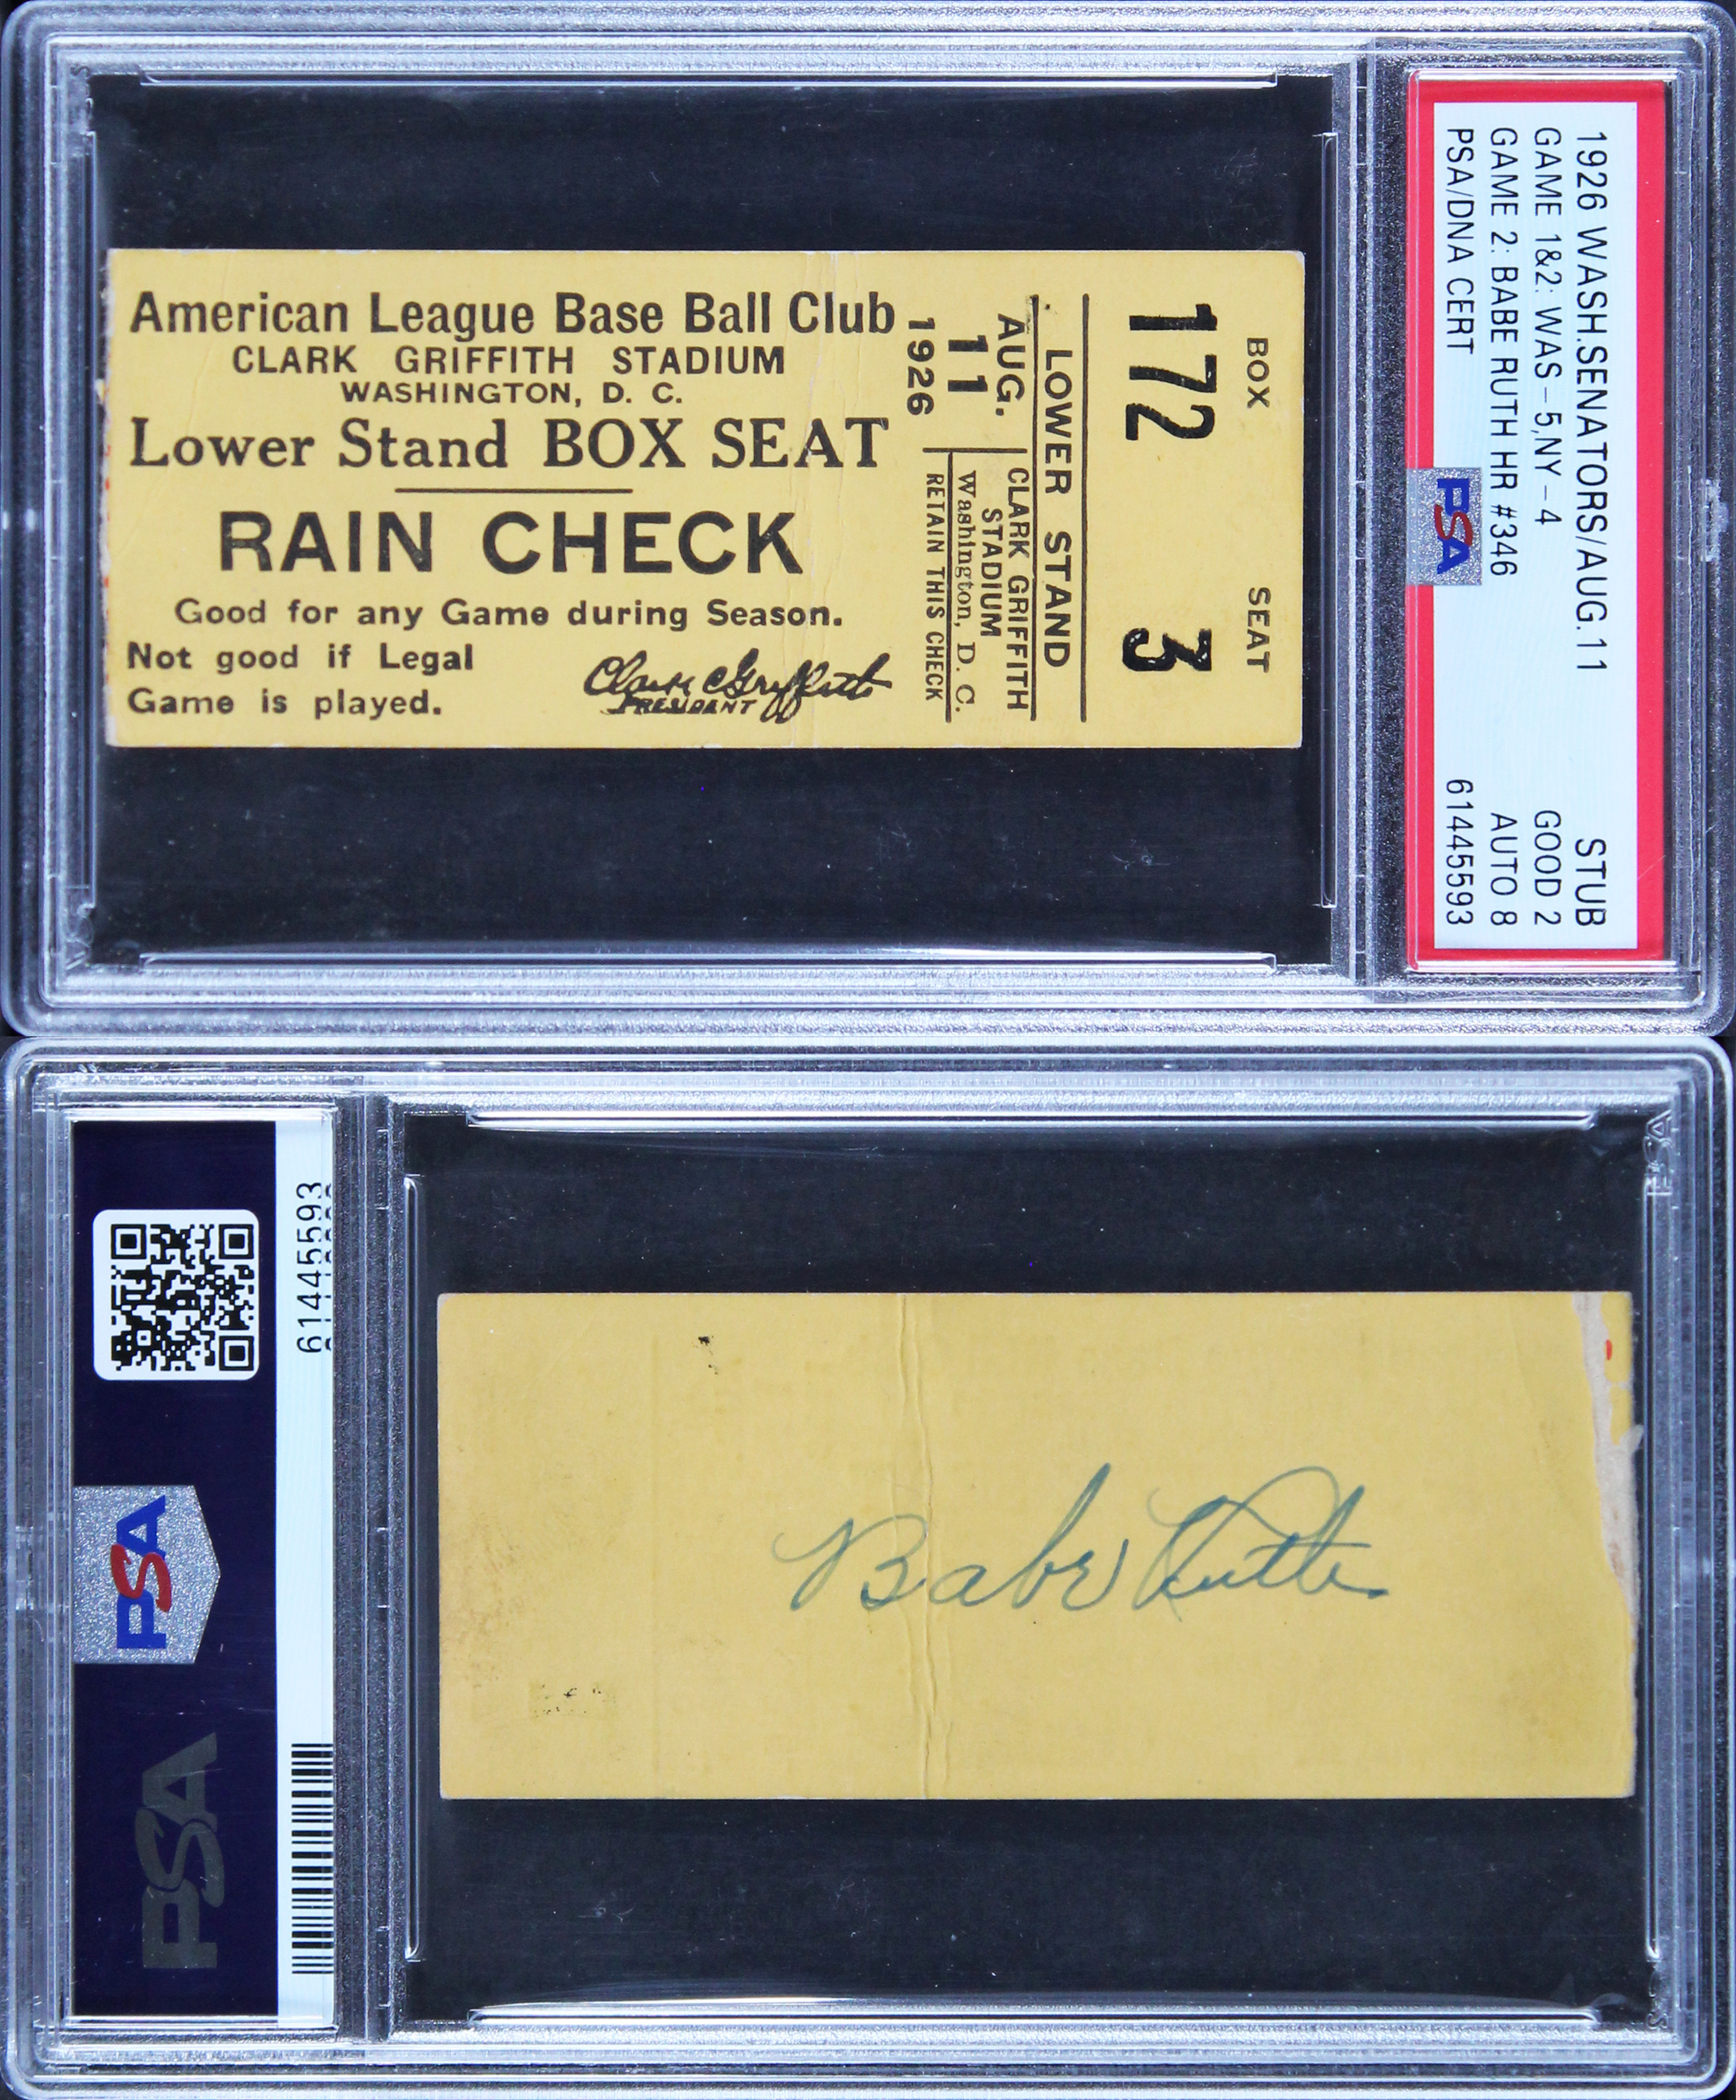 1926 WASH.SENATORS/AUG.11 STUB
GAME 1&2: WAS-5,NY-4 GOOD 2
GAME 2: BABE RUTH HR #346 AUTO 8
PSA/DNA CERT 61445593
PSA
American League Base Ball Club
CLARK GRIFFITH STADIUM
WASHINGTON, D. C.
Lower Stand BOX SEAT
RAIN CHECK
Good for any Game during Season.
Not good if Legal
Game is played.
Clark C Griffith
PRESIDENT
BOX SEAT
172 3
LOWER STAND
AUG.
11
1926
CLARK GRIFFITH
STADIUM
Washington, D. C.
RETAIN THIS CHECK
61445593
PSA
PSA
Babe Ruth